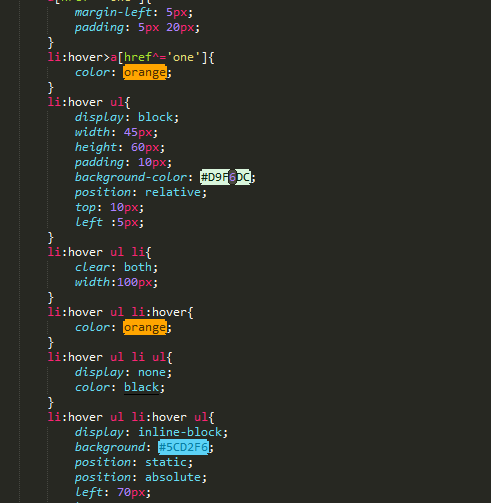 margin-left: 5px;
padding: 5px 20px;
}
li:hover>a[href^='one']{
color: orange;
}
li:hover ul{
display: block;
width: 45px;
height: 60px;
padding: 10px;
background-color: #D9F6DC;
position: relative;
top: 10px;
left :5px;
}
li:hover ul li{
clear: both;
width:100px;
}
li:hover ul li:hover{
color: orange;
}
li:hover ul li ul{
display: none;
color: black;
}
li:hover ul li:hover ul{
display: inline-block;
background: #5CD2F6;
position: static;
position: absolute;
left: 70px;